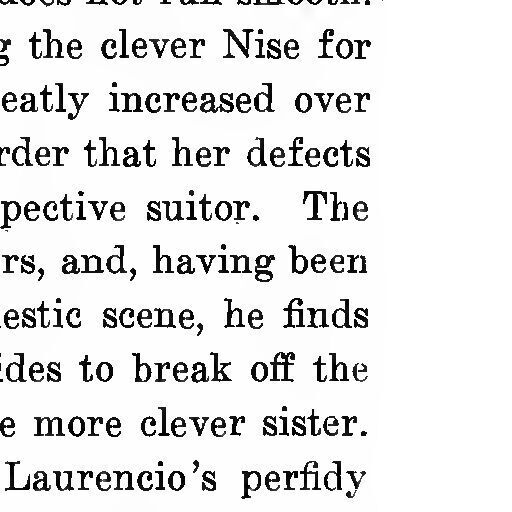 does not run smooth.
g the clever Nise for
eatly increased over
rder that her defects
pective suitor. The
rs, and, having been
estic scene, he finds
ides to break off the
e more clever sister.
Laurencio's perfidy